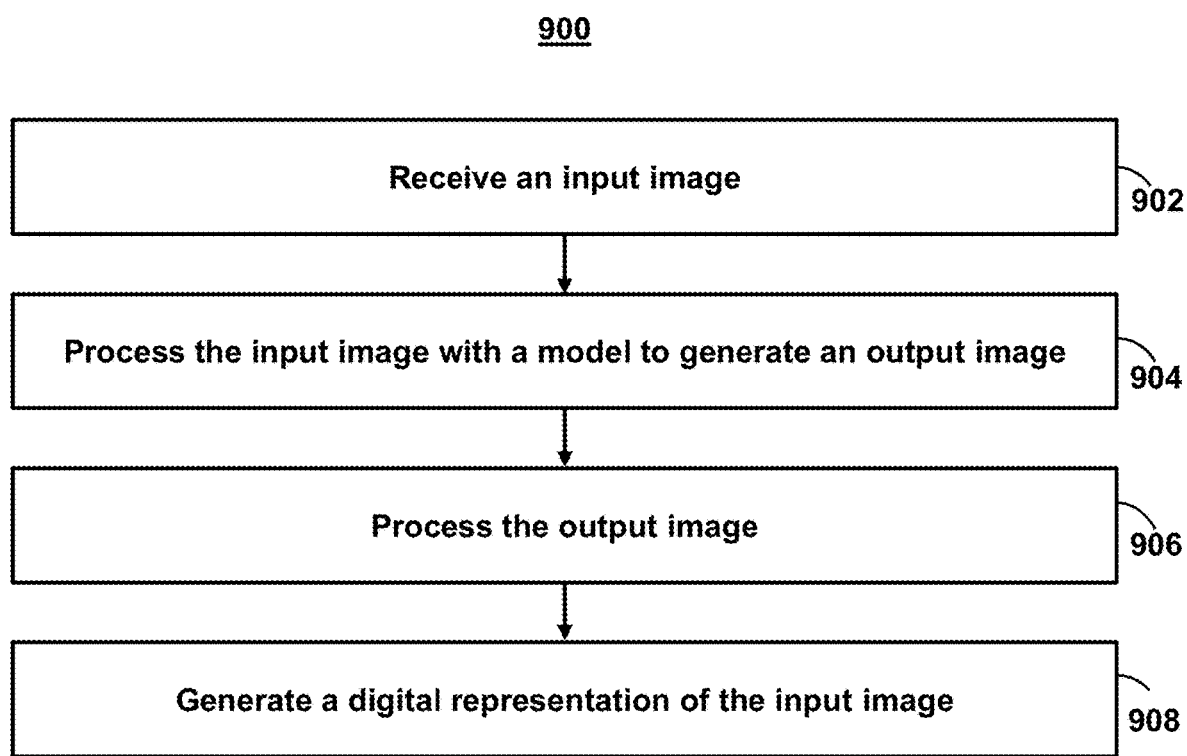 900
Receive an input image
902
Process the input image with a model to generate an output image
904
Process the output image
906
Generate a digital representation of the input image
908